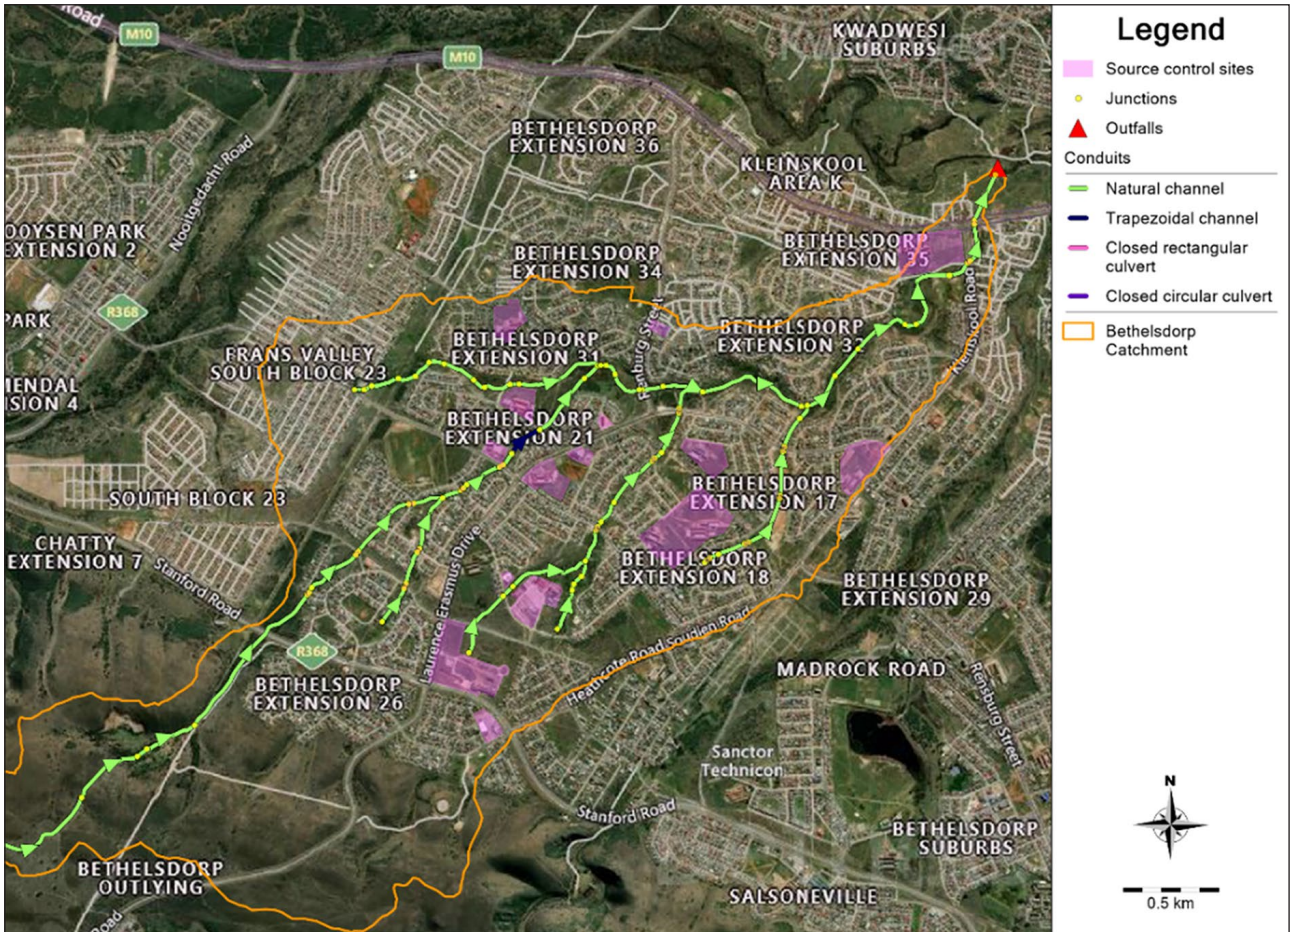 Road
M10
M10
KWADWESI
SUBURBS
Nooitgedacht Road
BETHELSDORP
EXTENSION 36
KLEINSKOOL
AREA K
OOYSEN PARK
EXTENSION 2
BETHELSDORP
EXTENSION 34
BETHELSDORP
EXTENSION 35
R368
PARK
BETHELSDORP
EXTENSION 31
BETHELSDORP
EXTENSION 32
Kleinskool Road
FRANS VALLEY
SOUTH BLOCK 23
MENDAL
SION 4
BETHELSDORP
EXTENSION 21
SOUTH BLOCK 23
BETHELSDORP
EXTENSION 17
CHATTY
EXTENSION 7
Stanford Road
Laurence Erasmus Drive
BETHELSDORP
EXTENSION 18
BETHELSDORP
EXTENSION 29
R368
Heathcote Road Soudien Road
MADROCK ROAD
BETHELSDORP
EXTENSION 26
Rensburg Street
Sanctor
Technicon
Stanford Road
BETHELSDORP
SUBURBS
BETHELSDORP
OUTLYING
SALSONEVILLE
Road
Legend
Source control sites
Junctions
Outfalls
Conduits
Natural channel
Trapezoidal channel
Closed rectangular
culvert
Closed circular culvert
Bethelsdorp
Catchment
N
0.5 km